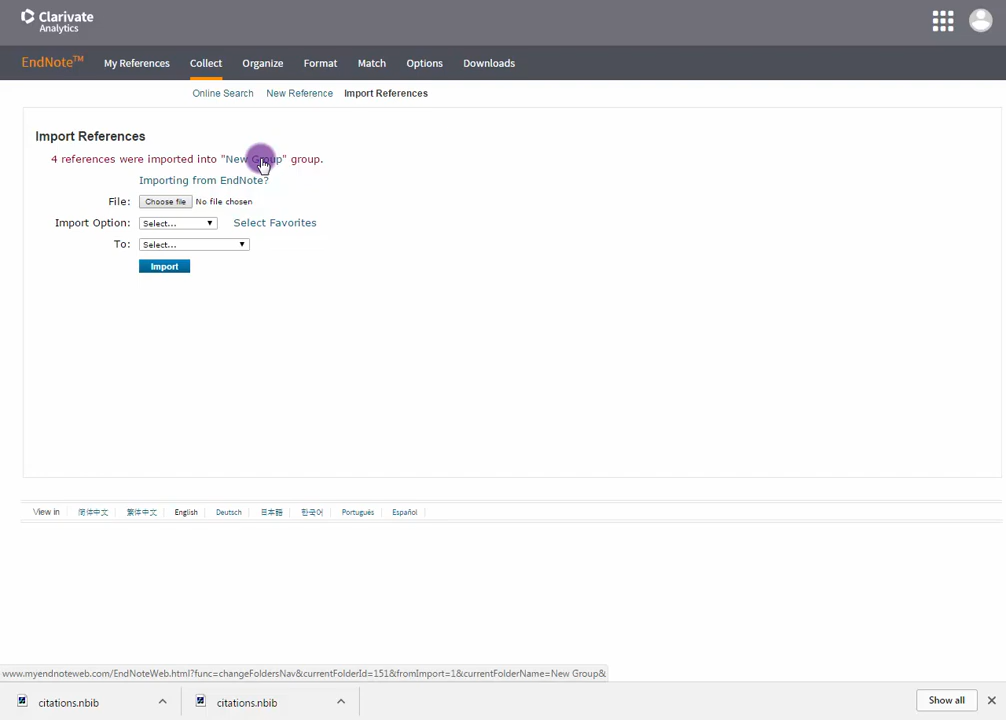 Clarivate
Analytics
EndNote™ My References Collect Organize Format Match Options Downloads
Online Search New Reference Import References
Import References
4 references were imported into "New Group" group.
Importing from EndNote?
File: Choose file No file chosen
Import Option: Select... Select Favorites
To: Select...
Import
View in 简体中文 繁体中文 English Deutsch 日本語 한국어 Português Español
www.myendnoteweb.com/EndNoteWeb.html?func=changeFoldersNav&currentFolderId=151&fromImport=1&currentFolderName=New Group&
citations.nbib citations.nbib Show all